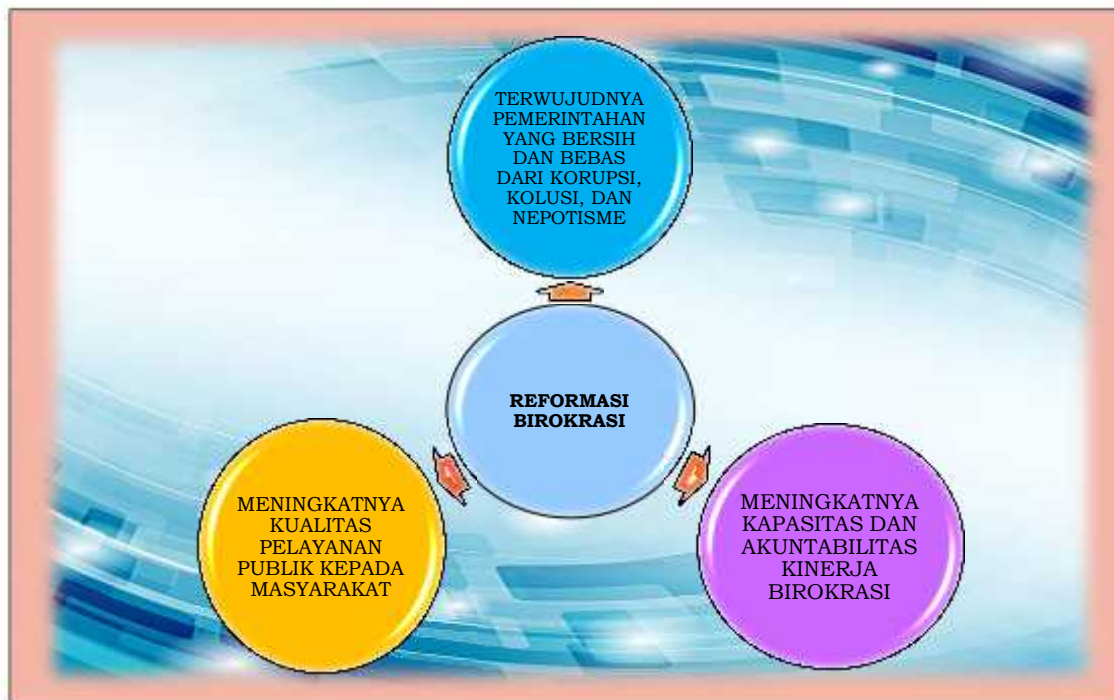 TERWUJUDNYA
PEMERINTAHAN
YANG BERSIH
DAN BEBAS
DARI KORUPSI,
KOLUSI, DAN
NEPOTISME
REFORMASI
BIROKRASI
MENINGKATNYA
KUALITAS
PELAYANAN
PUBLIK KEPADA
MASYARAKAT
MENINGKATNYA
KAPASITAS DAN
AKUNTABILITAS
KINERJA
BIROKRASI